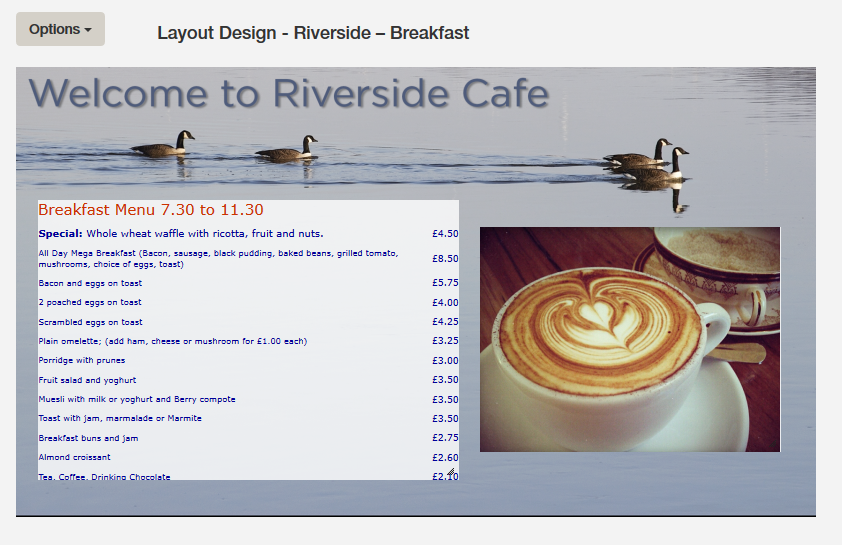 Options
Layout Design - Riverside – Breakfast
Welcome to Riverside Cafe
Breakfast Menu 7.30 to 11.30
Special: Whole wheat waffle with ricotta, fruit and nuts. £4.50
All Day Mega Breakfast (Bacon, sausage, black pudding, baked beans, grilled tomato,
mushrooms, choice of eggs, toast) £8.50
Bacon and eggs on toast £5.75
2 poached eggs on toast £4.00
Scrambled eggs on toast £4.25
Plain omelette; (add ham, cheese or mushroom for £1.00 each) £3.25
Porridge with prunes £3.00
Fruit salad and yoghurt £3.50
Muesli with milk or yoghurt and Berry compote £3.50
Toast with jam, marmalade or Marmite £3.50
Breakfast buns and jam £2.75
Almond croissant £2.60
Tea, Coffee, Drinking Chocolate £2.10